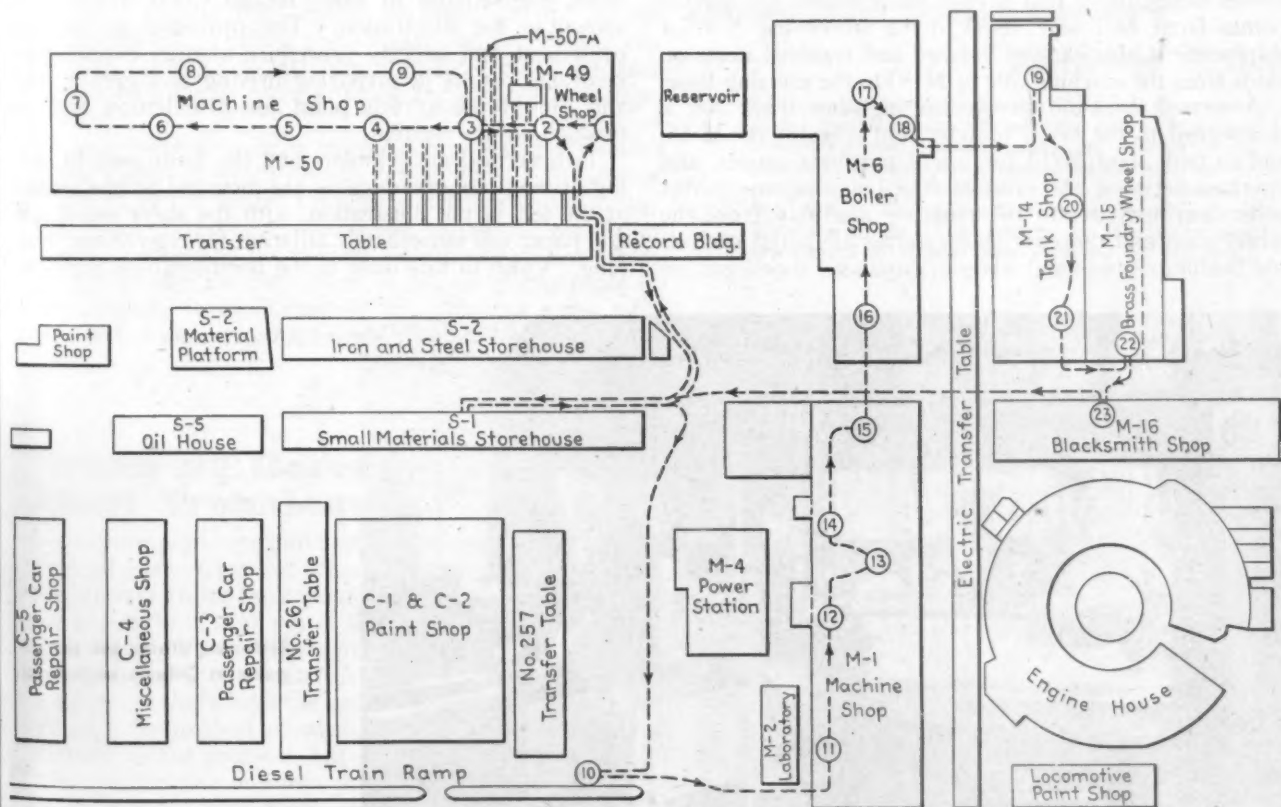 M-50-A
8
9
M-49
Wheel
Shop
7
Machine Shop
6
5
4
3
2
1
M-50
Reservoir
17
18
19
M-6
Boiler
Shop
M-14
Tank Shop
20
M-15
Brass Foundry Wheel Shop
Transfer Table
Record Bldg.
Paint
Shop
S-2
Material
Platform
S-2
Iron and Steel Storehouse
16
21
22
Electric Transfer Table
S-5
Oil House
S-1
Small Materials Storehouse
15
23
M-16
Blacksmith Shop
C-5
Passenger Car
Repair Shop
C-4
Miscellaneous Shop
C-3
Passenger Car
Repair Shop
No. 261
Transfer Table
C-1 & C-2
Paint Shop
No. 257
Transfer Table
M-4
Power
Station
14
13
12
M-1
Machine
Shop
M-2
Laboratory
11
Engine House
Diesel Train Ramp
10
Locomotive
Paint Shop